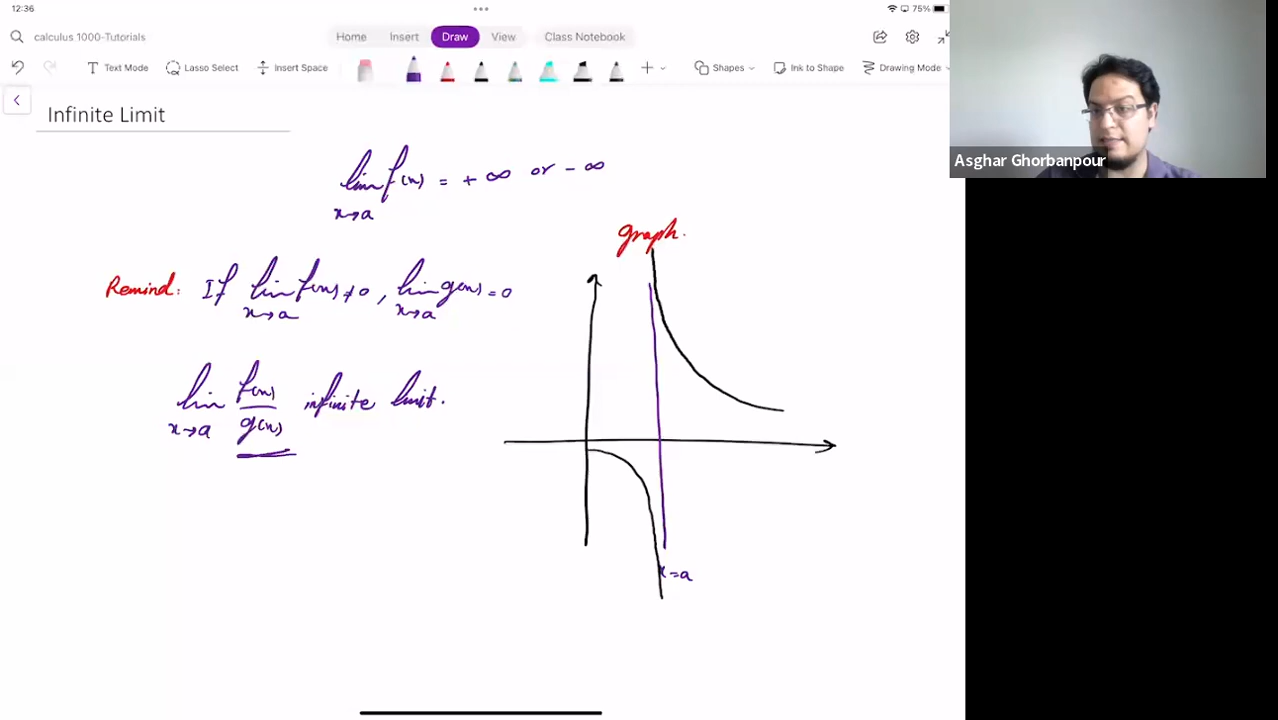 12:36
75%
calculus 1000-Tutorials
Home Insert Draw View Class Notebook
Text Mode Lasso Select Insert Space Shapes Ink to Shape Drawing Mode
Asghar Ghorbanpour
Infinite Limit
lim f(x) = + ∞ or - ∞
x→a
graph.
Remind: If lim f(x) ≠ 0, lim g(x) = 0
x→a x→a
lim f(x)/g(x) infinite limit.
x→a
x=a